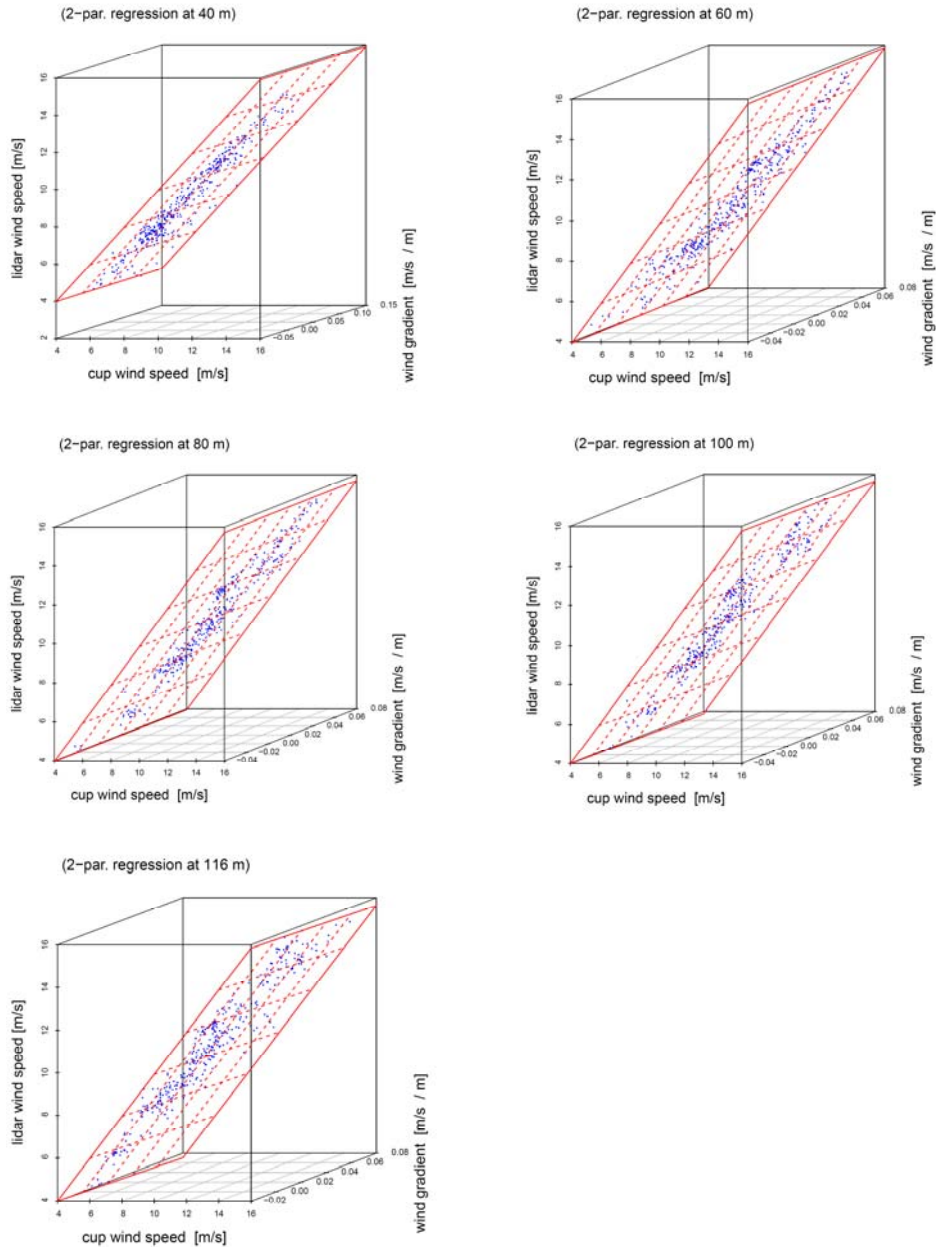 (2−par. regression at 40 m)
lidar wind speed [m/s]
16
14
12
10
8
6
4
2
4 6 8 10 12 14 16
cup wind speed [m/s]
−0.05 0.00 0.05 0.10 0.15
wind gradient [m/s / m]
(2−par. regression at 60 m)
lidar wind speed [m/s]
16
14
12
10
8
6
4
4 6 8 10 12 14 16
cup wind speed [m/s]
−0.04 −0.02 0.00 0.02 0.04 0.06 0.08
wind gradient [m/s / m]
(2−par. regression at 80 m)
lidar wind speed [m/s]
16
14
12
10
8
6
4
4 6 8 10 12 14 16
cup wind speed [m/s]
−0.04 −0.02 0.00 0.02 0.04 0.06 0.08
wind gradient [m/s / m]
(2−par. regression at 100 m)
lidar wind speed [m/s]
16
14
12
10
8
6
4
4 6 8 10 12 14 16
cup wind speed [m/s]
−0.04 −0.02 0.00 0.02 0.04 0.06 0.08
wind gradient [m/s / m]
(2−par. regression at 116 m)
lidar wind speed [m/s]
16
14
12
10
8
6
4
4 6 8 10 12 14 16
cup wind speed [m/s]
−0.02 0.00 0.02 0.04 0.06 0.08
wind gradient [m/s / m]